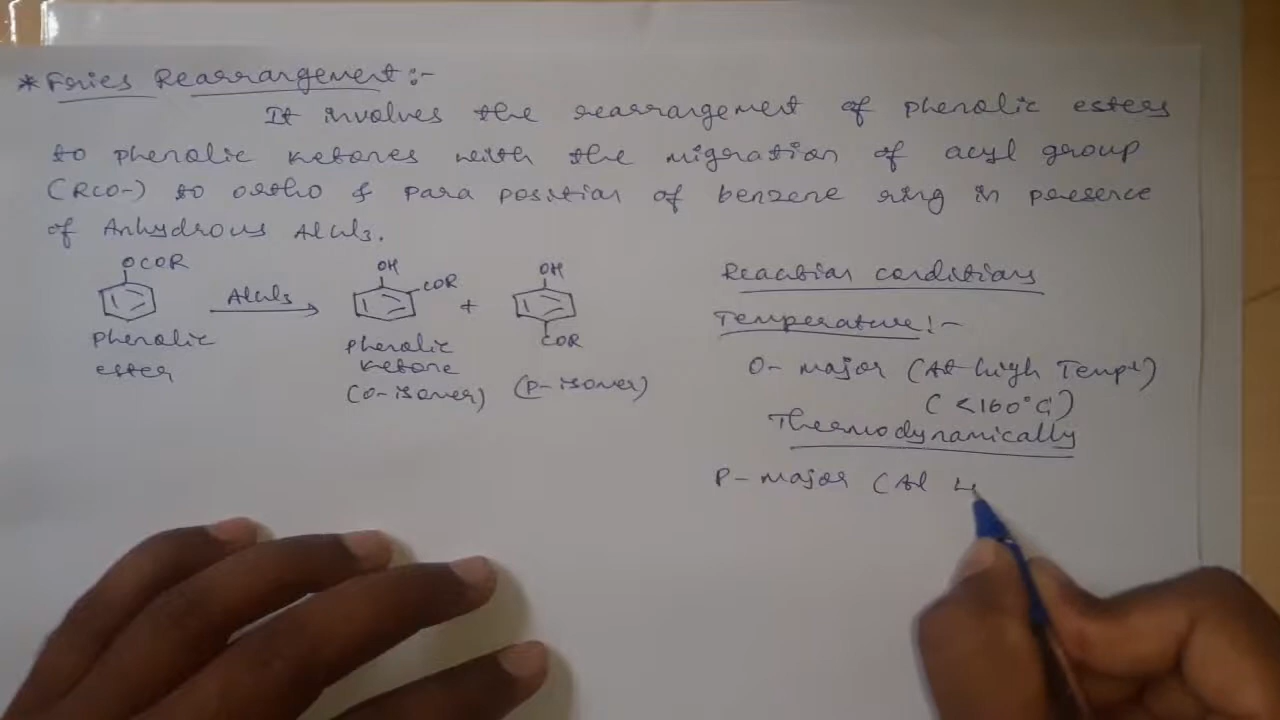 * Fries Rearrangement:-
It involves the rearrangement of phenolic esters
to phenolic ketones with the migration of acyl group
(RCO-) to ortho & para position of benzene ring in presence
of Anhydrous AlCl3.
OCOR
AlCl3
OH
COR
+
OH
COR
Phenolic
ester
Phenolic
ketone
(O-isomer)
(P-isomer)
Reaction conditions
Temperature:-
O- major (At high Temp)
(<160°C)
Thermodynamically
P- major (At